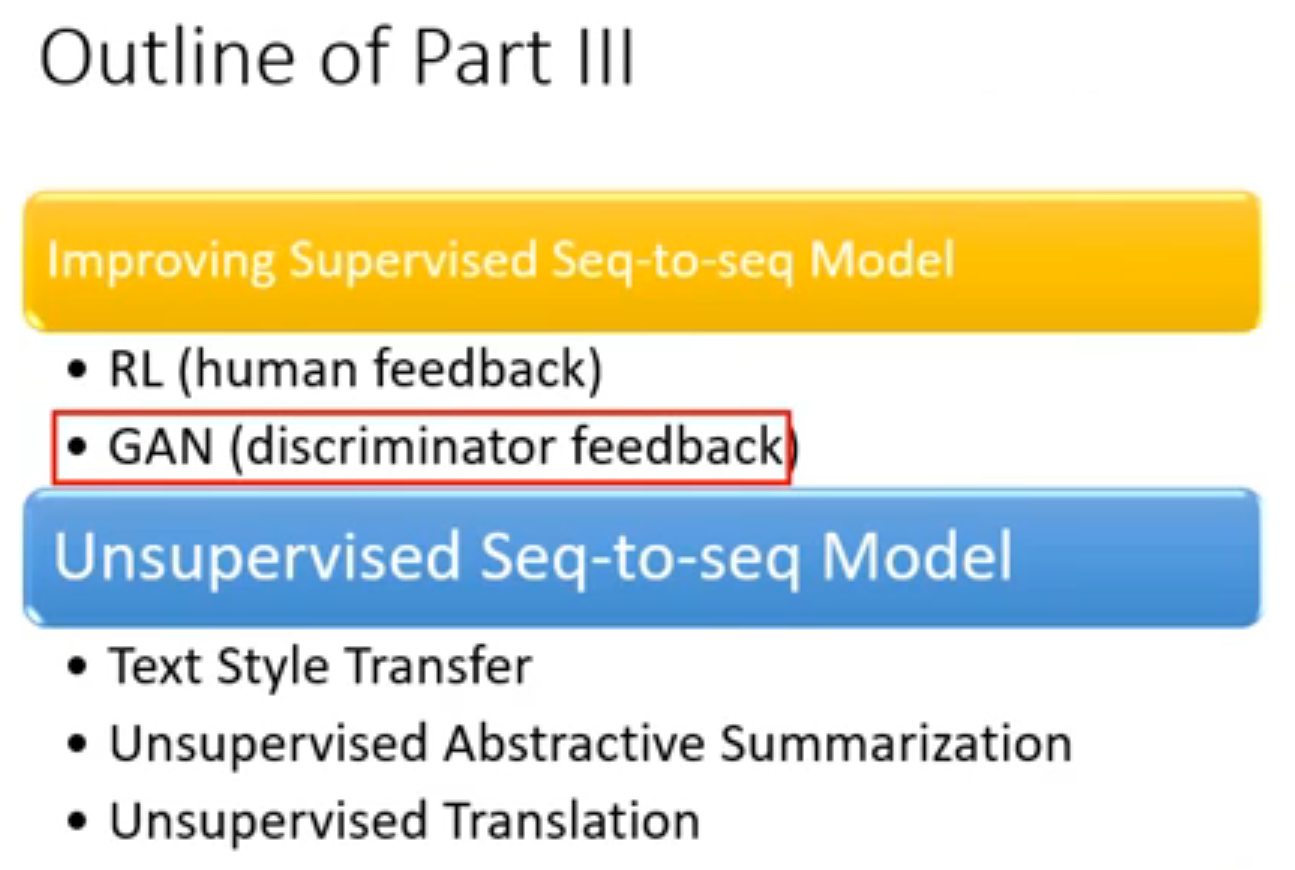 Outline of Part III
Improving Supervised Seq-to-seq Model
• RL (human feedback)
• GAN (discriminator feedback)
Unsupervised Seq-to-seq Model
• Text Style Transfer
• Unsupervised Abstractive Summarization
• Unsupervised Translation